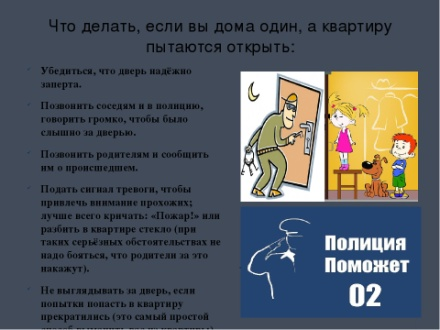 Что делать, если вы дома один, а квартиру
пытаются открыть:
Убедиться, что дверь надёжно
заперта.
Позвонить соседям и в полицию,
говорить громко, чтобы было
слышно за дверью.
Позвонить родителям и сообщить
им о происшедшем.
Подать сигнал тревоги, чтобы
привлечь внимание прохожих;
лучше всего кричать: «Пожар!» или
разбить в квартире стекло (при
таких серьёзных обстоятельствах не
надо бояться, что родители за это
накажут).
Не выглядывать за дверь, если
попытки попасть в квартиру
прекратились (это самый простой
Полиция
Поможет
02